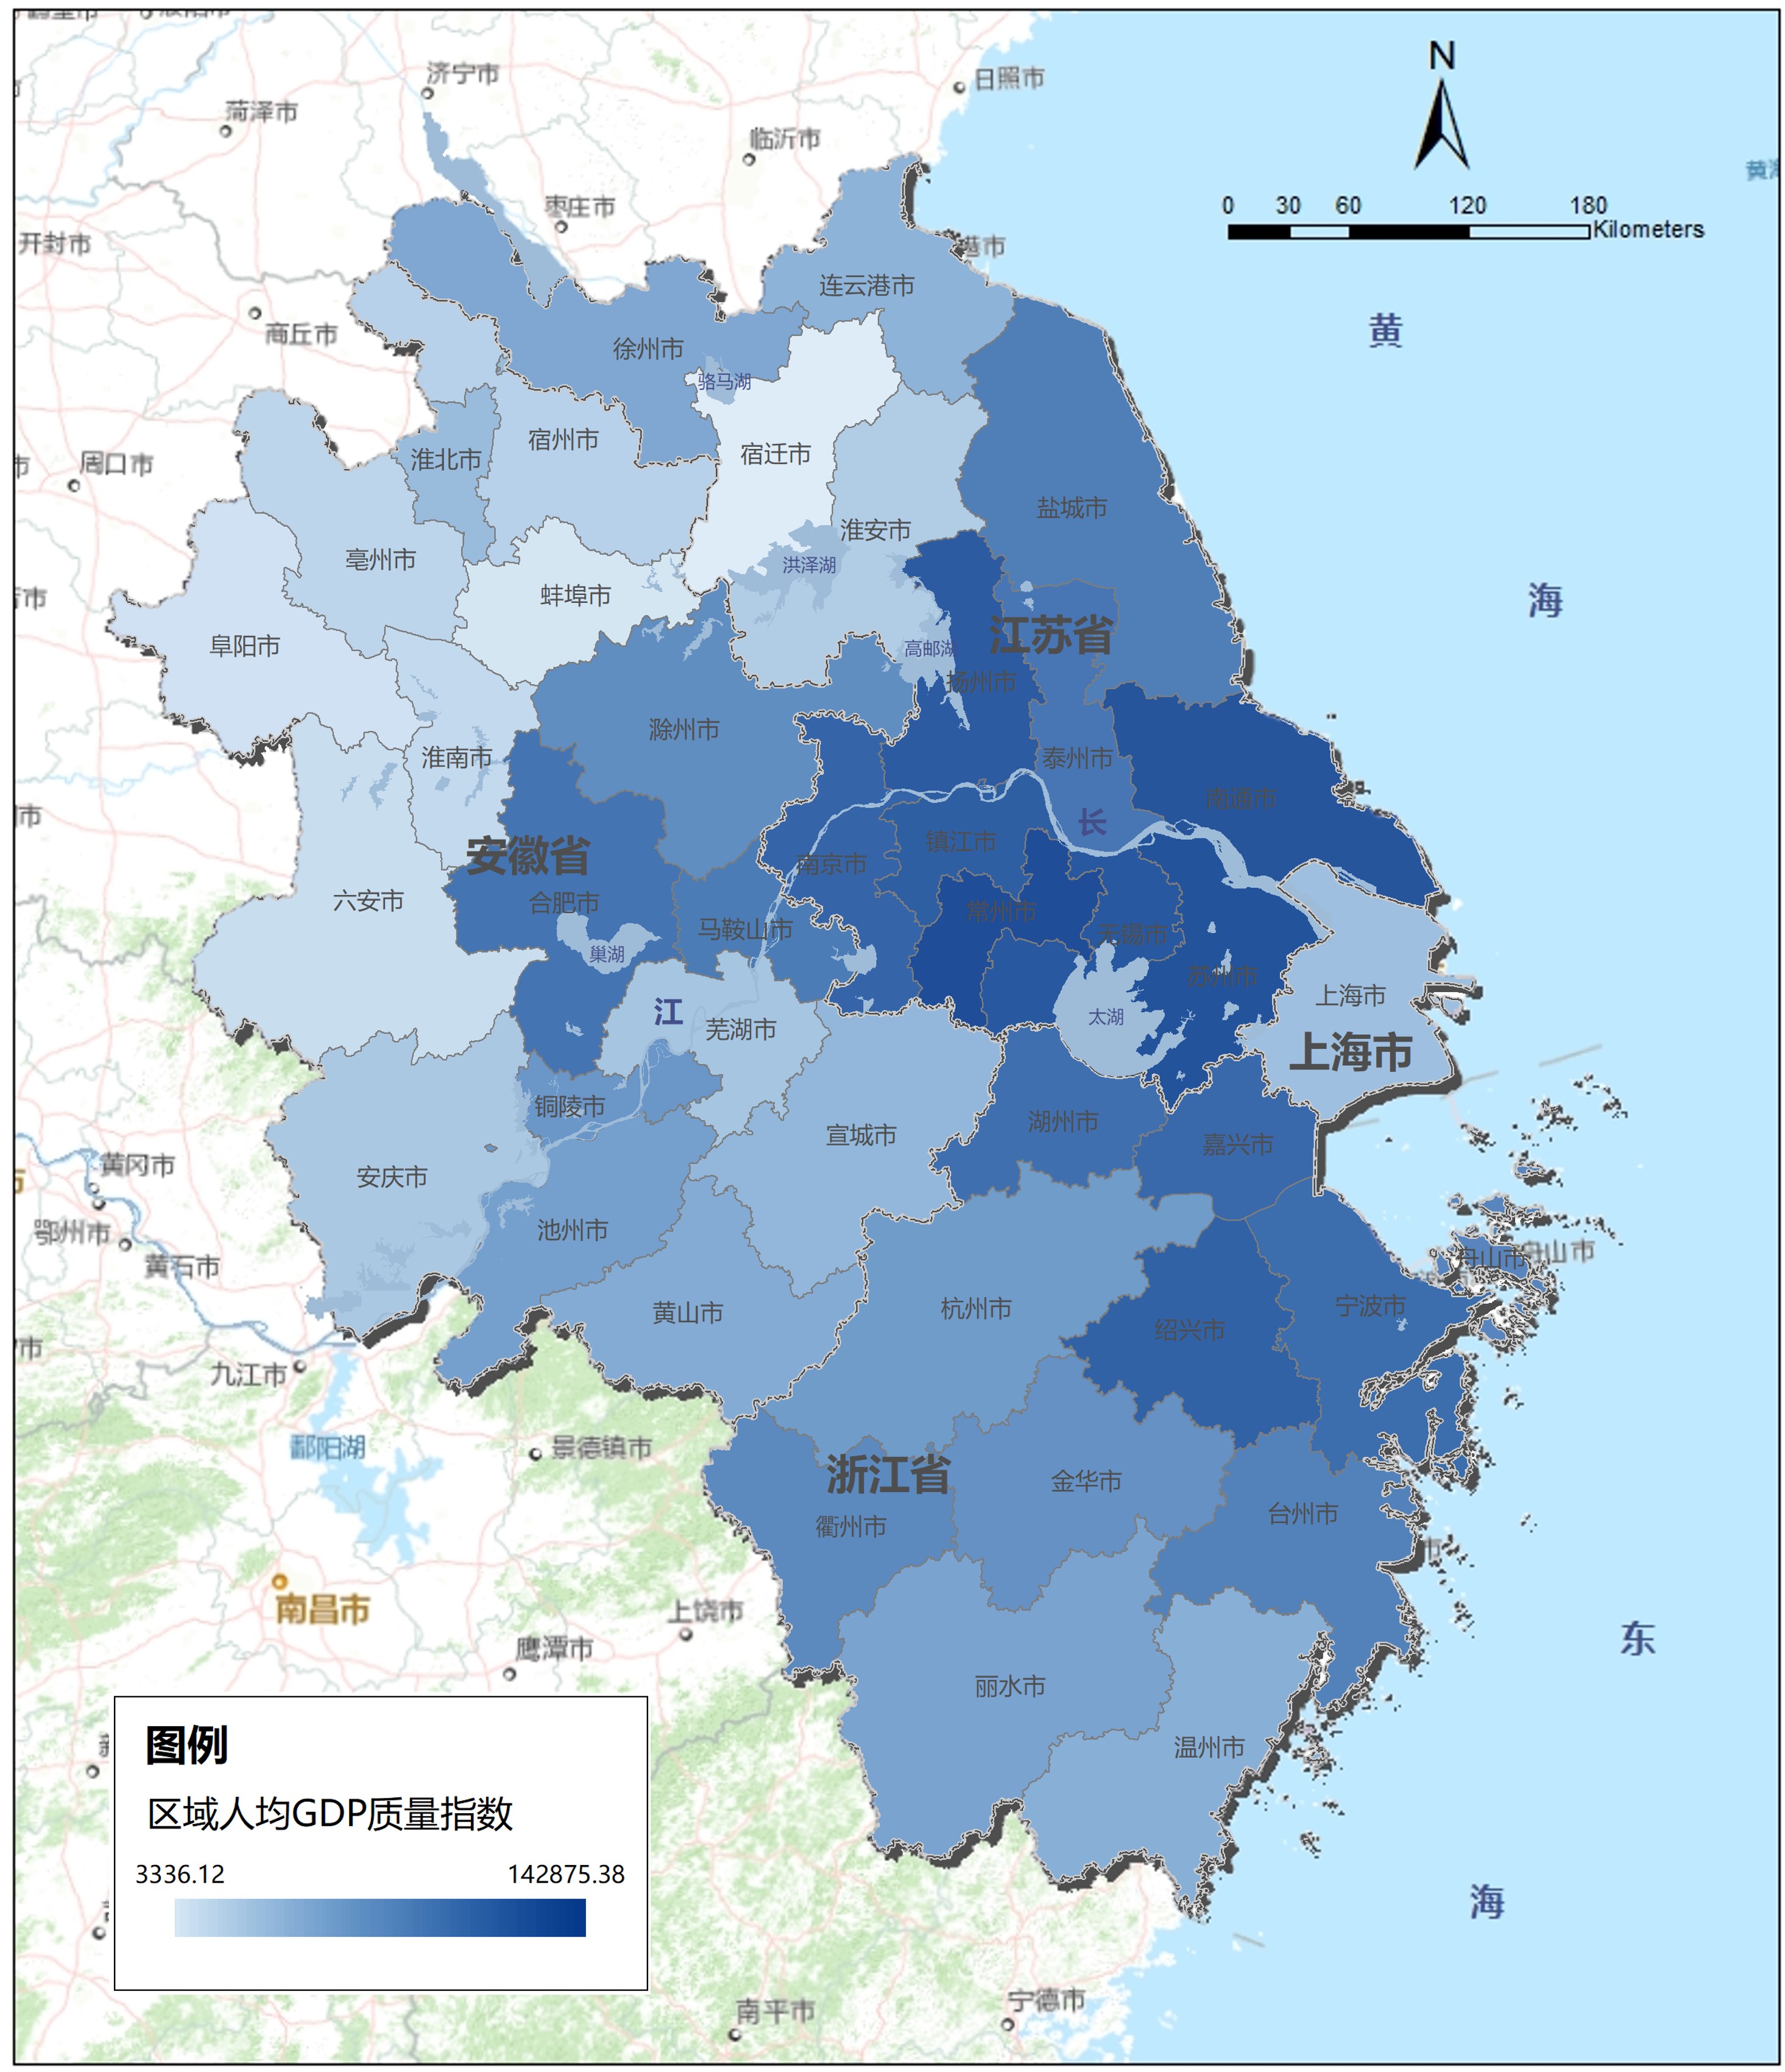 济宁市
日照市
菏泽市
临沂市
N
黄海
枣庄市
0 30 60 120 180
Kilometers
开封市
港市
连云港市
商丘市
黄
徐州市
骆马湖
宿州市
宿迁市
淮北市
周口市
盐城市
淮安市
亳州市
洪泽湖
蚌埠市
海
江苏省
阜阳市
高邮湖
扬州市
滁州市
淮南市
泰州市
南通市
长
安徽省
镇江市
南京市
六安市
合肥市
常州市
马鞍山市
无锡市
巢湖
苏州市
上海市
江
芜湖市
太湖
上海市
铜陵市
湖州市
宣城市
嘉兴市
黄冈市
安庆市
鄂州市
池州市
舟山市
舟山市
黄石市
黄山市
杭州市
宁波市
绍兴市
九江市
鄱阳湖
景德镇市
浙江省
金华市
台州市
衢州市
市
南昌市
上饶市
东
鹰潭市
丽水市
温州市
图例
区域人均GDP质量指数
3336.12 142875.38
海
南平市
宁德市